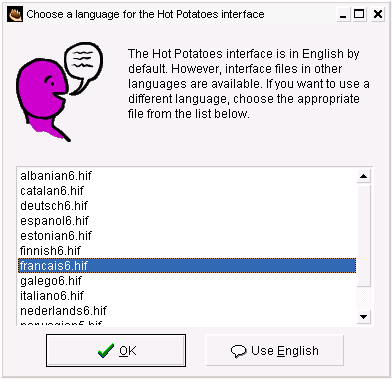 Choose a language for the Hot Potatoes interface
The Hot Potatoes interface is in English by
default. However, interface files in other
languages are available. If you want to use a
different language, choose the appropriate
file from the list below.
albanian6.hif
catalan6.hif
deutsch6.hif
espanol6.hif
estonian6.hif
finnish6.hif
francais6.hif
galego6.hif
italiano6.hif
nederlands6.hif
OK
Use English